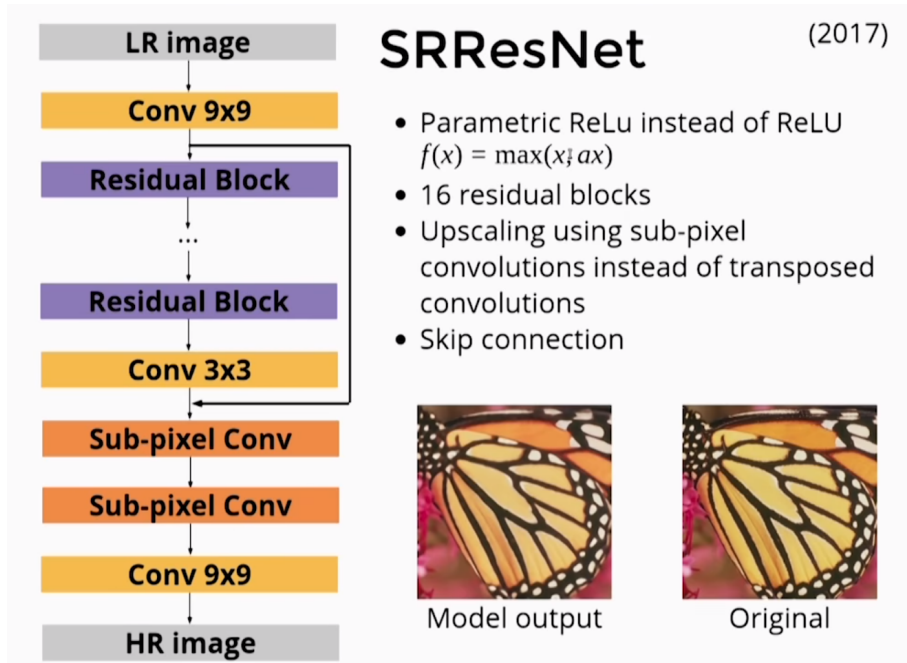 LR image
Conv 9x9
Residual Block
...
Residual Block
Conv 3x3
Sub-pixel Conv
Sub-pixel Conv
Conv 9x9
HR image
SRResNet
(2017)
• Parametric ReLu instead of ReLU
f(x) = max(x; ax)
• 16 residual blocks
• Upscaling using sub-pixel
convolutions instead of transposed
convolutions
• Skip connection
Model output
Original